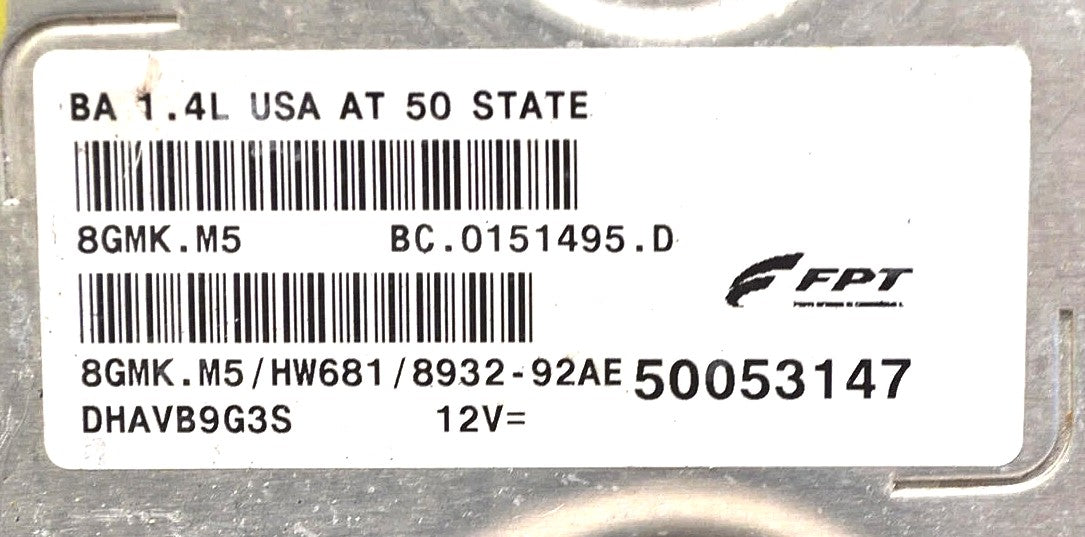 BA 1.4L USA AT 50 STATE
8GMK.M5 BC.0151495.D
FPT
8GMK.M5/HW681/8932-92AE 50053147
DHAVB9G3S 12V=